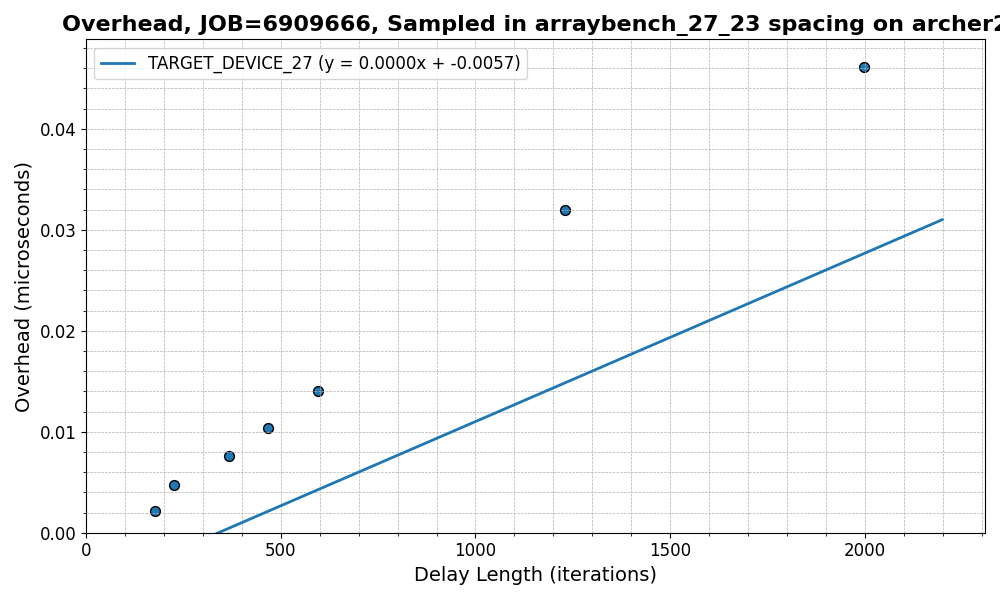 Overhead, JOB=6909666, Sampled in arraybench_27_23 spacing on archer2
TARGET_DEVICE_27 (y = 0.0000x + -0.0057)
Overhead (microseconds)
0.04
0.03
0.02
0.01
0.00
0 500 1000 1500 2000
Delay Length (iterations)